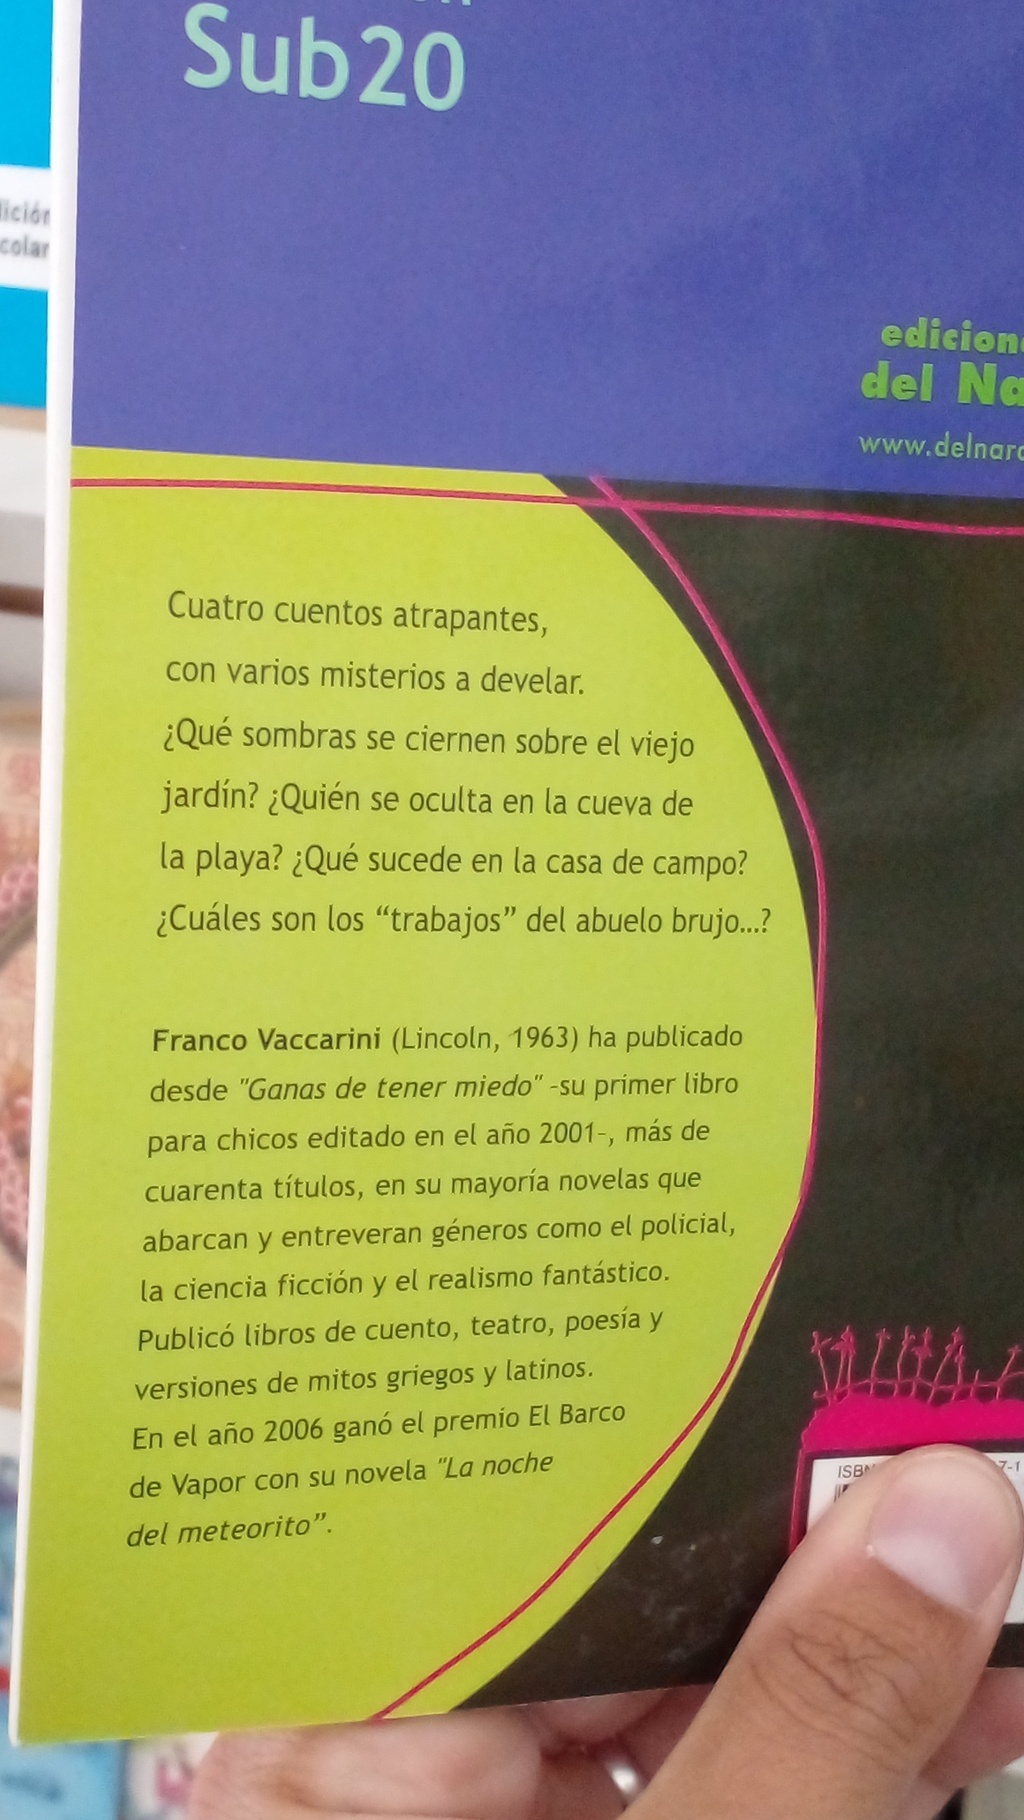 Sub20
del
Cuatro cuentos atrapantes,
con varios misterios a develar.
¿Qué sombras se ciernen sobre el viejo
jardín? ¿Quién se oculta en la cueva de
la playa? ¿Qué sucede en la casa de campo?
¿Cuáles son los “trabajos” del abuelo brujo...?
Franco Vaccarini (Lincoln, 1963) ha publicado
desde "Ganas de tener miedo" -su primer libro
para chicos editado en el año 2001-, más de
cuarenta títulos, en su mayoría novelas que
abarcan y entreveran géneros como el policial,
la ciencia ficción y el realismo fantástico.
Publicó libros de cuento, teatro, poesía y
versiones de mitos griegos y latinos.
En el año 2006 ganó el premio El Barco
de Vapor con su novela "La noche
del meteorito”.
ISBN